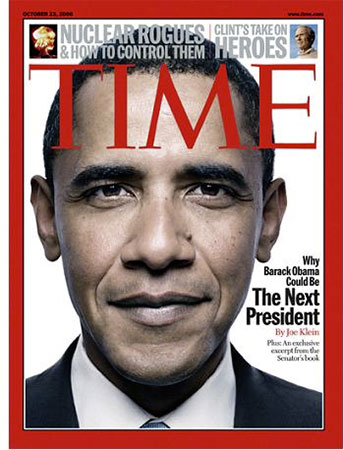 OCTOBER 23, 2006
www.time.com
NUCLEAR ROGUES
& HOW TO CONTROL THEM
CLINT'S TAKE ON
HEROES
TIME
Why
Barack Obama
Could Be
The Next
President
By Joe Klein
Plus: An exclusive
excerpt from the
Senator's book